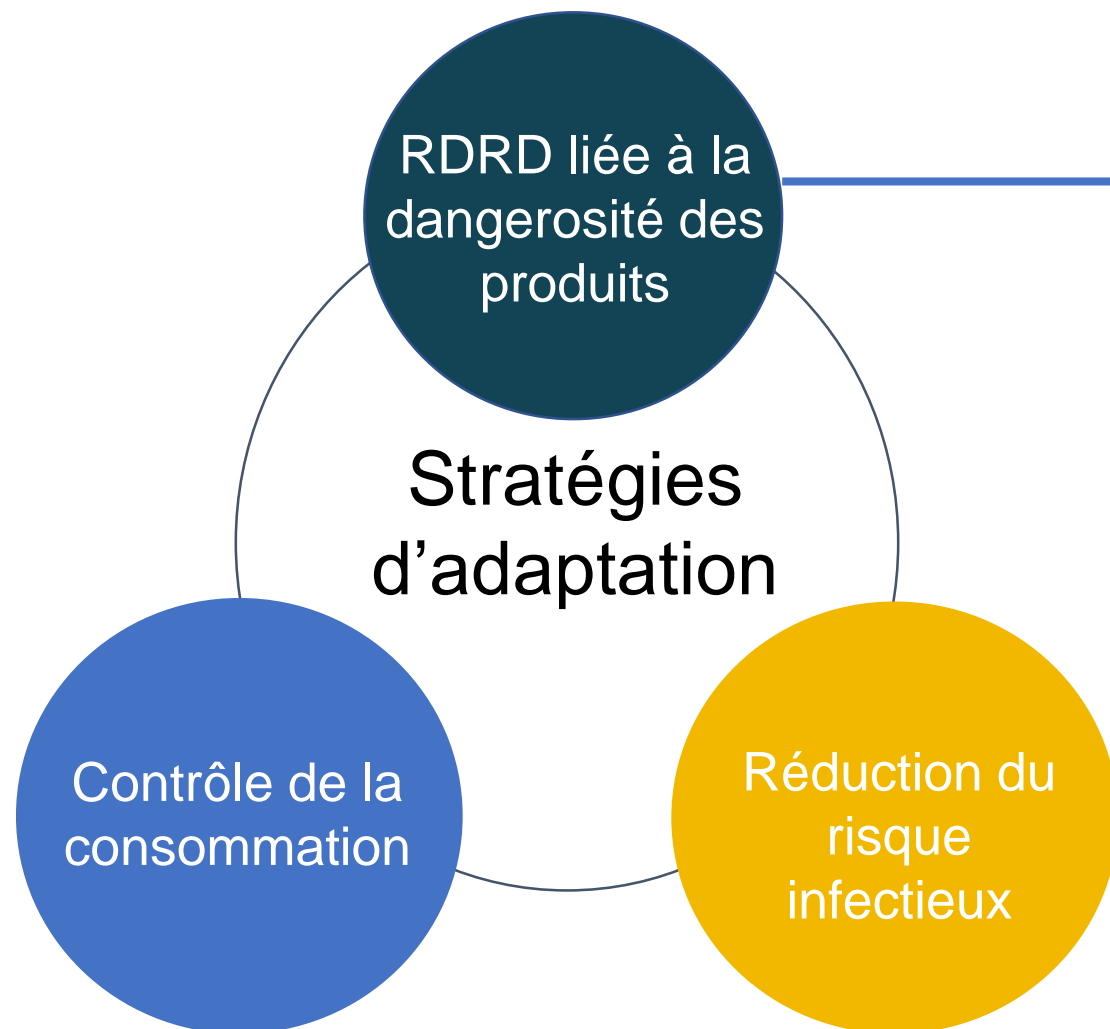 RDRD liée à la
dangerosité des
produits
Stratégies
d’adaptation
Contrôle de la
consommation
Réduction du
risque
infectieux